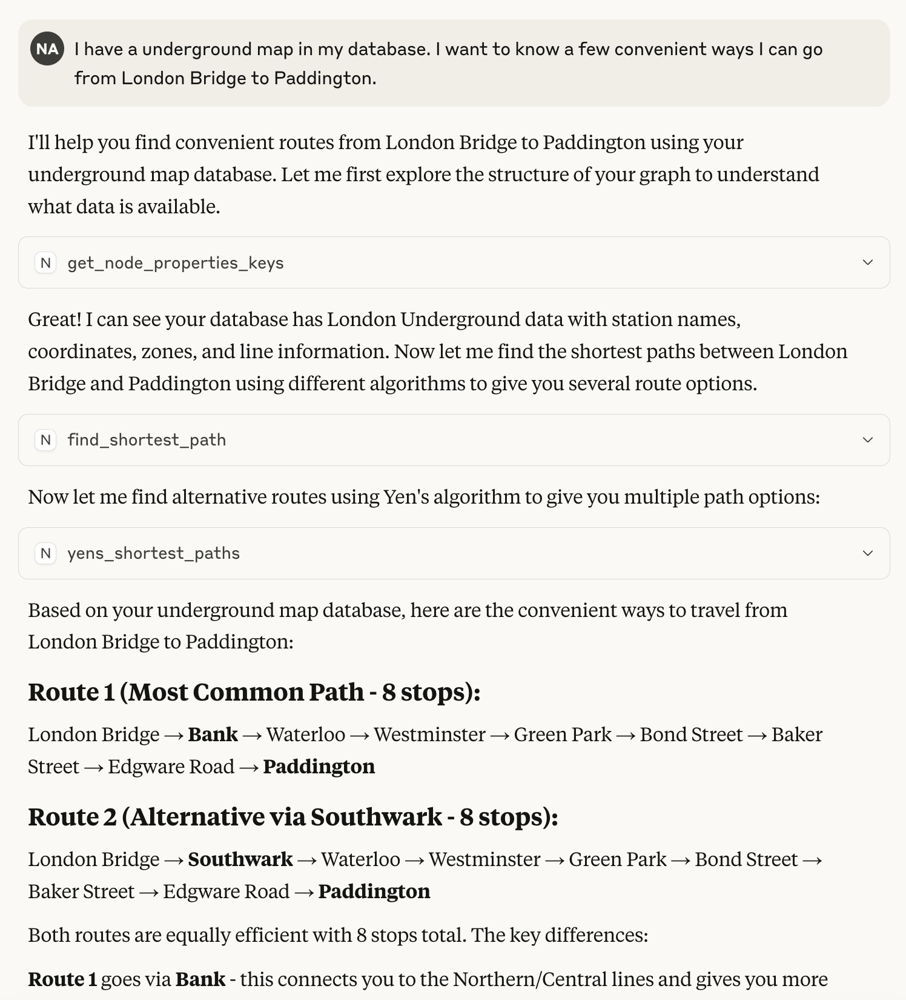 NA
I have a underground map in my database. I want to know a few convenient ways I can go
from London Bridge to Paddington.
I'll help you find convenient routes from London Bridge to Paddington using your
underground map database. Let me first explore the structure of your graph to understand
what data is available.
N get_node_properties_keys
Great! I can see your database has London Underground data with station names,
coordinates, zones, and line information. Now let me find the shortest paths between London
Bridge and Paddington using different algorithms to give you several route options.
N find_shortest_path
Now let me find alternative routes using Yen's algorithm to give you multiple path options:
N yens_shortest_paths
Based on your underground map database, here are the convenient ways to travel from
London Bridge to Paddington:
Route 1 (Most Common Path - 8 stops):
London Bridge → Bank → Waterloo → Westminster → Green Park → Bond Street → Baker
Street → Edgware Road → Paddington
Route 2 (Alternative via Southwark - 8 stops):
London Bridge → Southwark → Waterloo → Westminster → Green Park → Bond Street →
Baker Street → Edgware Road → Paddington
Both routes are equally efficient with 8 stops total. The key differences:
Route 1 goes via Bank - this connects you to the Northern/Central lines and gives you more